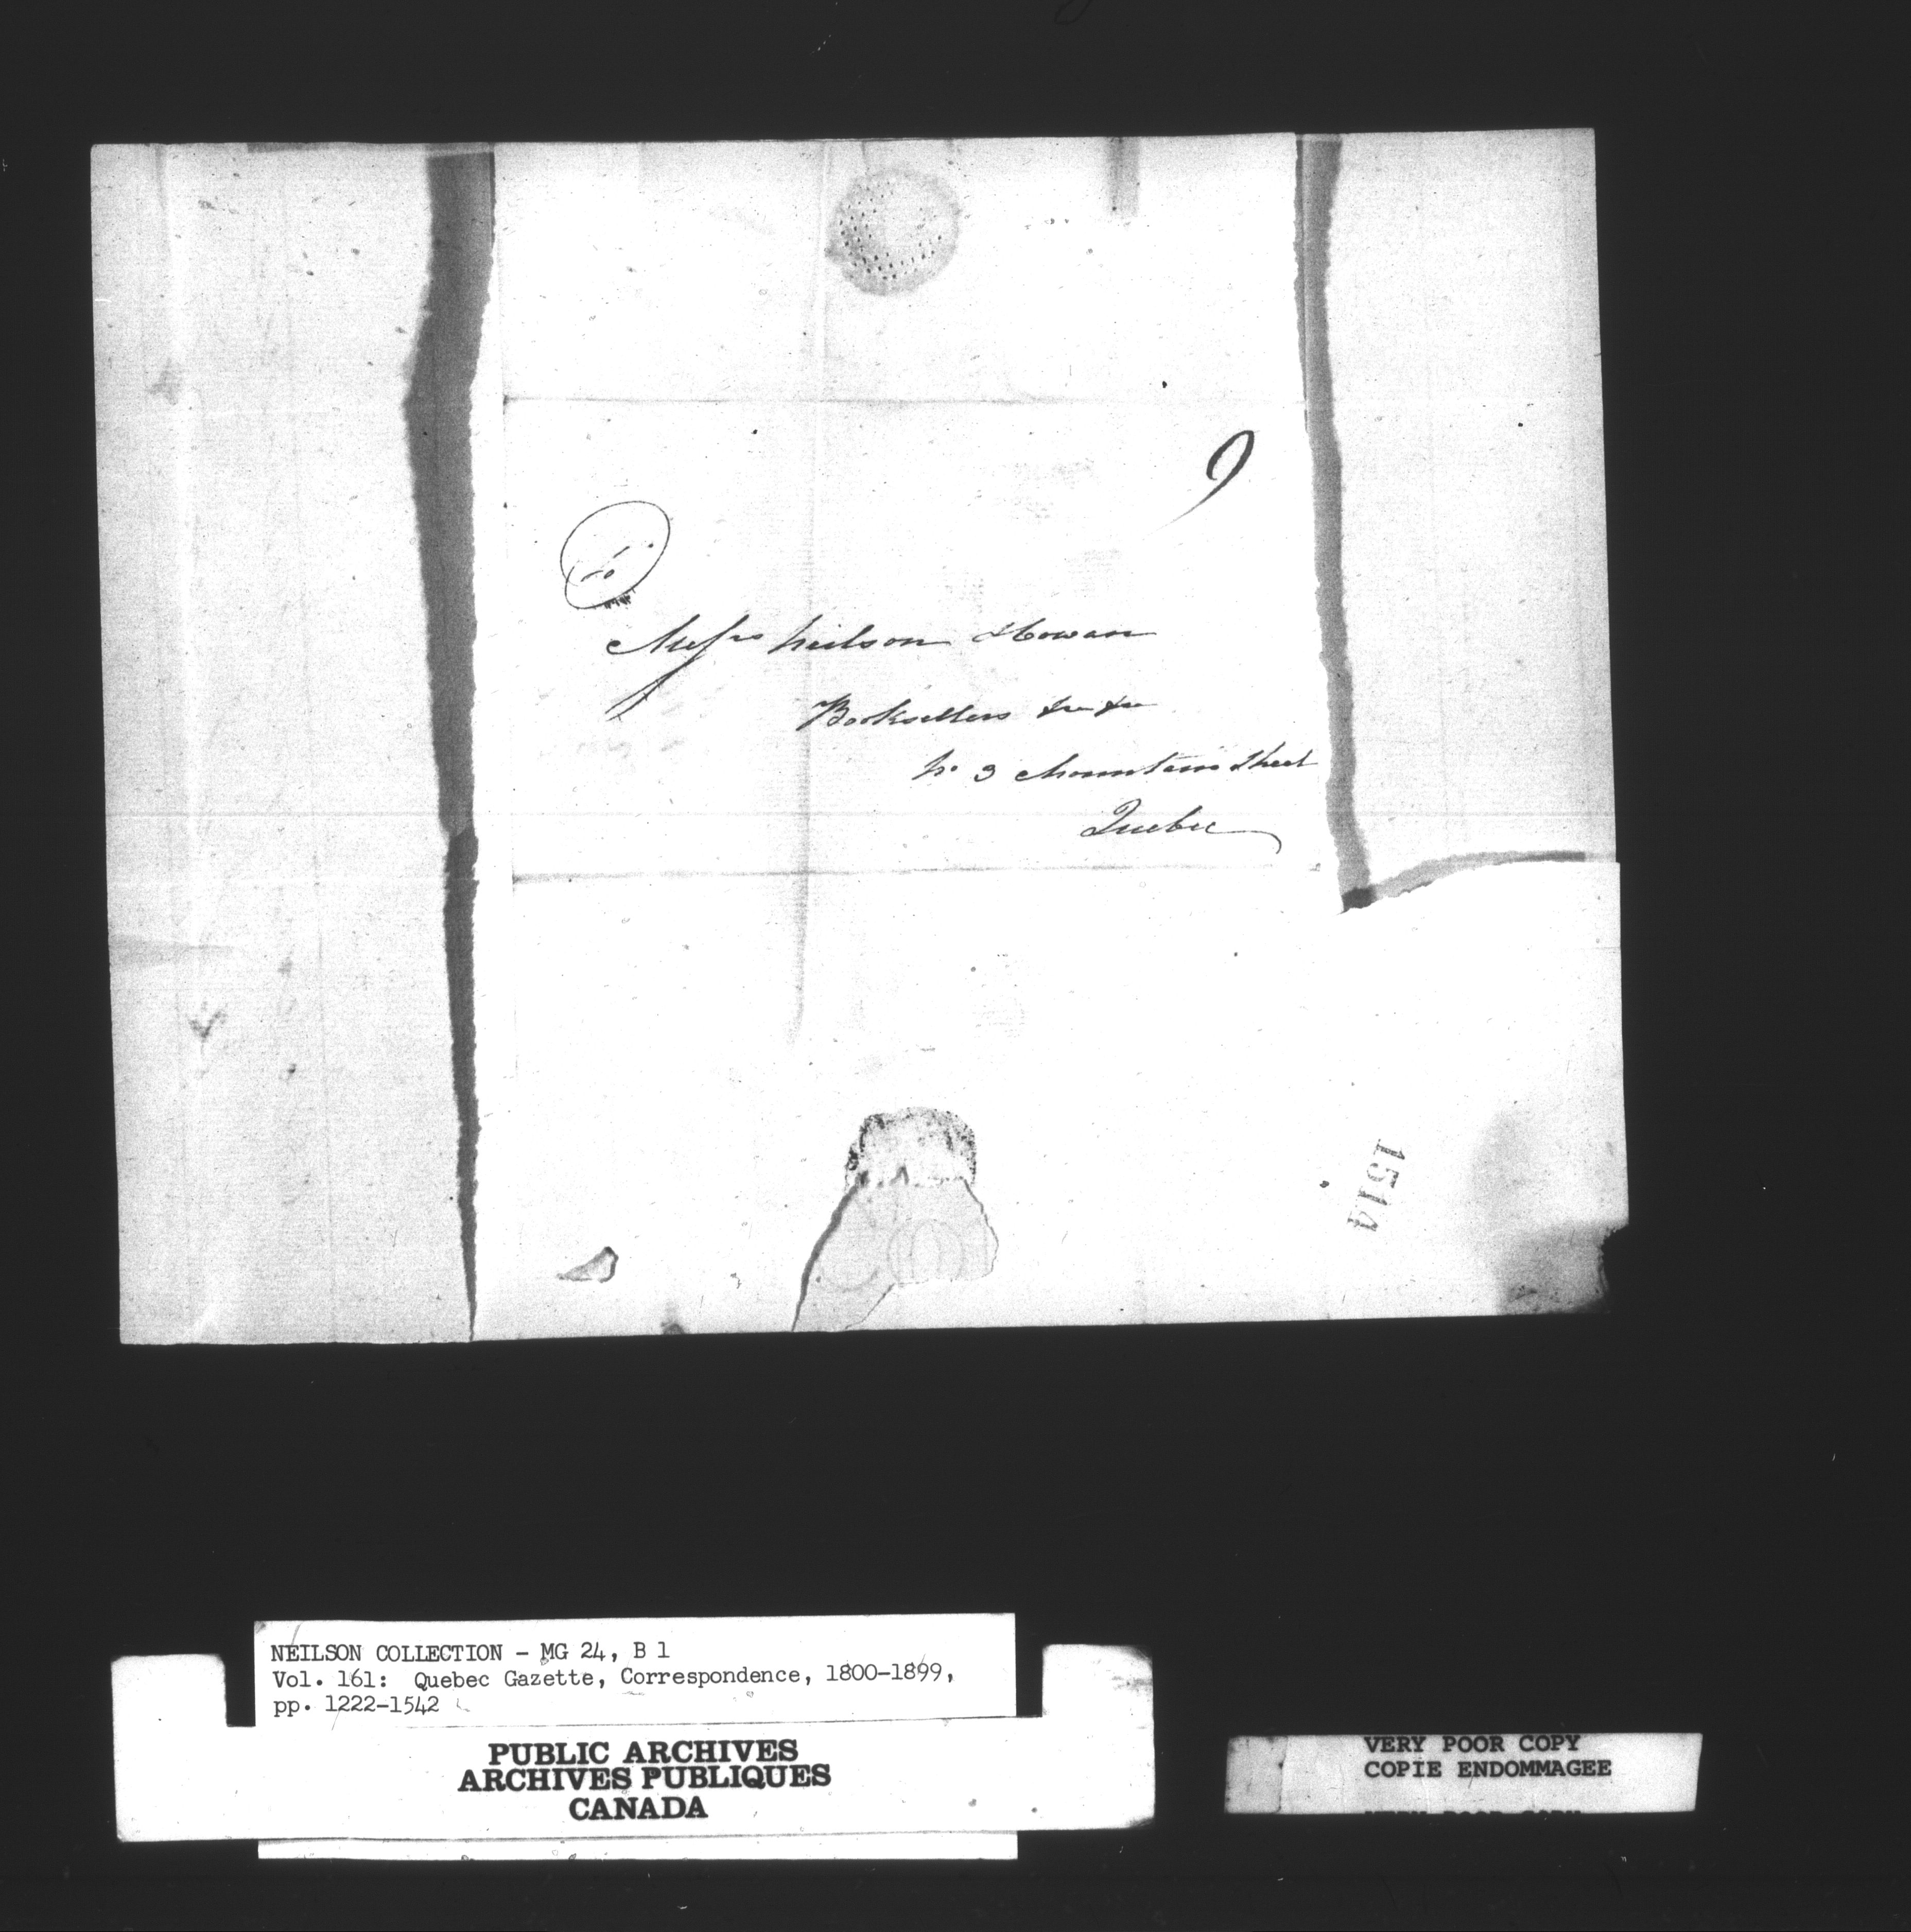 9
Messrs Neilson & Cowan
Booksellers &c &c
No 3 Mountain Street
Quebec
1514
NEILSON COLLECTION - MG 24, B 1
Vol. 161: Quebec Gazette, Correspondence, 1800-1899,
pp. 1222-1542
PUBLIC ARCHIVES
ARCHIVES PUBLIQUES
CANADA
VERY POOR COPY
COPIE ENDOMMAGEE